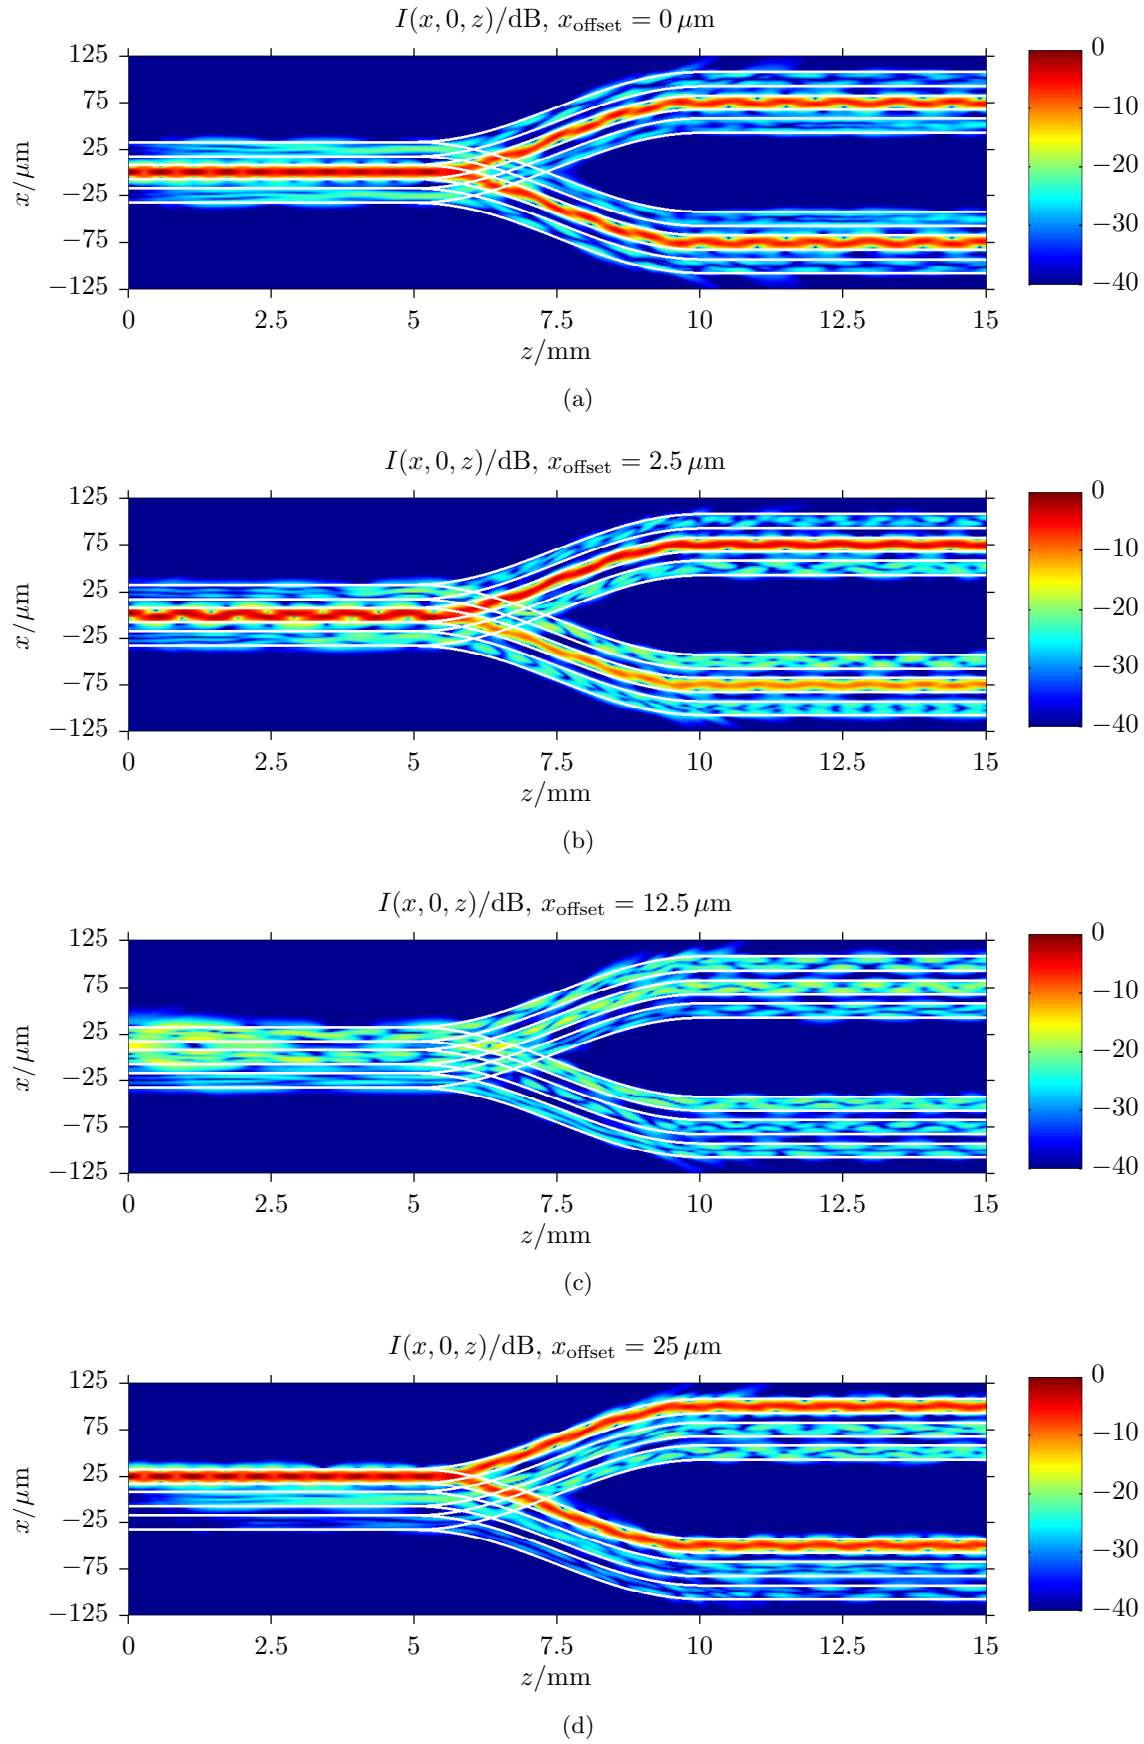 I(x, 0, z)/dB, x_offset = 0 μm
125
75
25
−25
−75
−125
x/μm
0 2.5 5 7.5 10 12.5 15
z/mm
0
−10
−20
−30
−40
(a)
I(x, 0, z)/dB, x_offset = 2.5 μm
125
75
25
−25
−75
−125
x/μm
0 2.5 5 7.5 10 12.5 15
z/mm
0
−10
−20
−30
−40
(b)
I(x, 0, z)/dB, x_offset = 12.5 μm
125
75
25
−25
−75
−125
x/μm
0 2.5 5 7.5 10 12.5 15
z/mm
0
−10
−20
−30
−40
(c)
I(x, 0, z)/dB, x_offset = 25 μm
125
75
25
−25
−75
−125
x/μm
0 2.5 5 7.5 10 12.5 15
z/mm
0
−10
−20
−30
−40
(d)